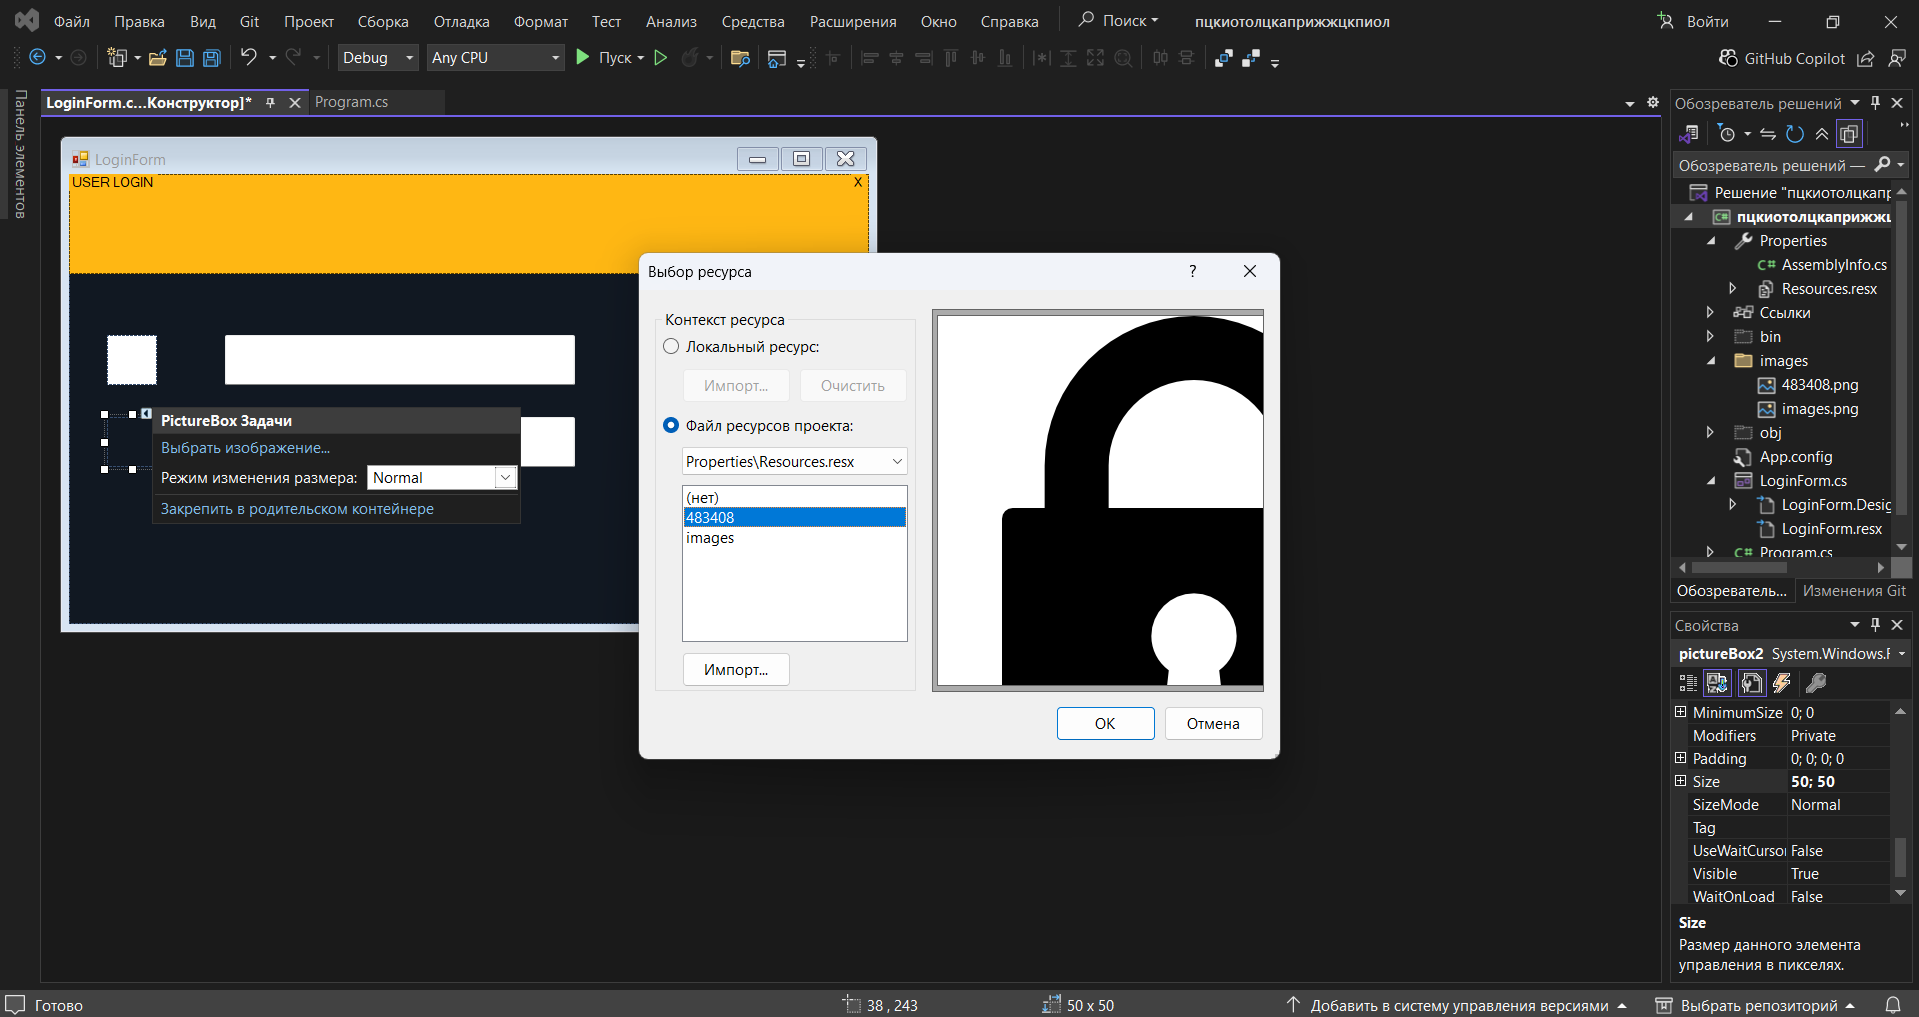 Файл Правка Вид Git Проект Сборка Отладка Формат Тест Анализ Средства Расширения Окно Справка Поиск пцкиотолцкаприжжцкпиол Войти
Debug Any CPU Пуск GitHub Copilot
Панель элементов
LoginForm.c...Конструктор]* Program.cs
LoginForm
USER LOGIN X
PictureBox Задачи
Выбрать изображение...
Режим изменения размера: Normal
Закрепить в родительском контейнере
Выбор ресурса ?
Контекст ресурса
Локальный ресурс:
Импорт... Очистить
Файл ресурсов проекта:
Properties\Resources.resx
(нет)
483408
images
Импорт...
OK Отмена
Обозреватель решений
Обозреватель решений —
Решение "пцкиотолцкапр
пцкиотолцкаприжжц
Properties
C# AssemblyInfo.cs
Resources.resx
Ссылки
bin
images
483408.png
images.png
obj
App.config
LoginForm.cs
LoginForm.Desig
LoginForm.resx
C# Program.cs
Обозреватель... Изменения Git
Свойства
pictureBox2 System.Windows.F
MinimumSize 0; 0
Modifiers Private
Padding 0; 0; 0; 0
Size 50; 50
SizeMode Normal
Tag
UseWaitCursor False
Visible True
WaitOnLoad False
Size
Размер данного элемента
управления в пикселях.
Готово 38 , 243 50 x 50 Добавить в систему управления версиями Выбрать репозиторий